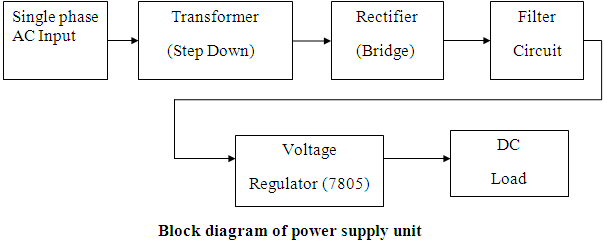 Single phase
AC Input
Transformer
(Step Down)
Rectifier
(Bridge)
Filter
Circuit
Voltage
Regulator (7805)
DC
Load
Block diagram of power supply unit